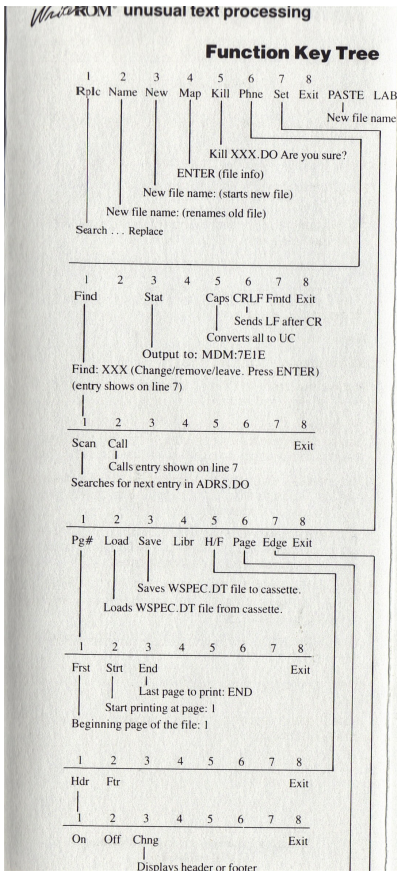 WriteROM" unusual text processing
Function Key Tree
1 2 3 4 5 6 7 8
Rplc Name New Map Kill Phne Set Exit PASTE LAB
New file name
Kill XXX.DO Are you sure?
ENTER (file info)
New file name: (starts new file)
New file name: (renames old file)
Search . . . Replace
1 2 3 4 5 6 7 8
Find Stat Caps CRLF Fmtd Exit
Sends LF after CR
Converts all to UC
Output to: MDM:7E1E
Find: XXX (Change/remove/leave. Press ENTER)
(entry shows on line 7)
1 2 3 4 5 6 7 8
Scan Call Exit
Calls entry shown on line 7
Searches for next entry in ADRS.DO
1 2 3 4 5 6 7 8
Pg# Load Save Libr H/F Page Edge Exit
Saves WSPEC.DT file to cassette.
Loads WSPEC.DT file from cassette.
1 2 3 4 5 6 7 8
Frst Strt End Exit
Last page to print: END
Start printing at page: 1
Beginning page of the file: 1
1 2 3 4 5 6 7 8
Hdr Ftr Exit
1 2 3 4 5 6 7 8
On Off Chng Exit
Displays header or footer